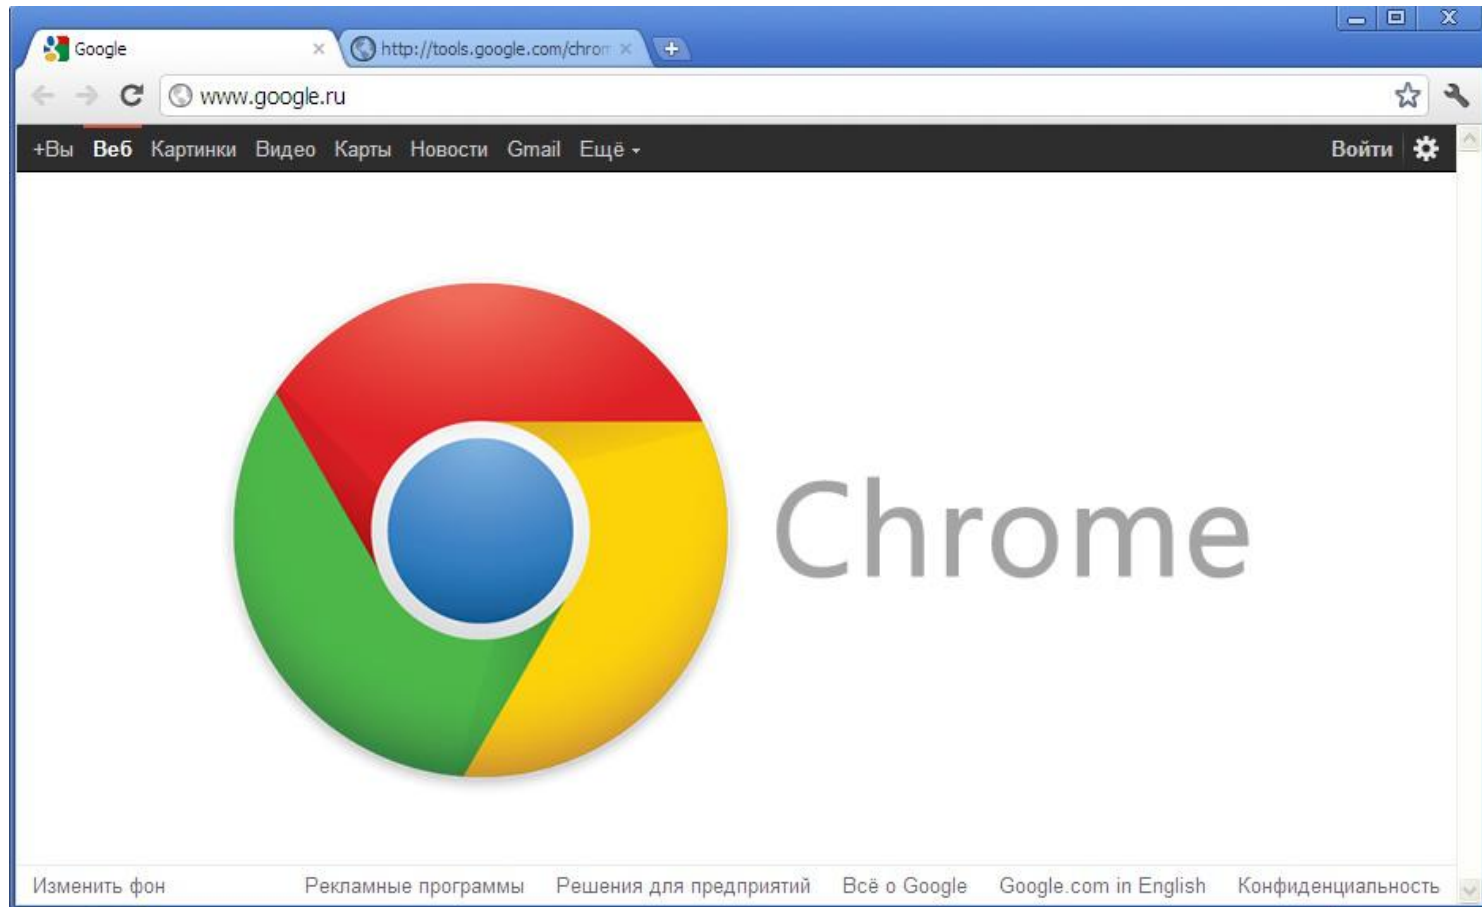 Google
http://tools.google.com/chrom
www.google.ru
+Вы Веб Картинки Видео Карты Новости Gmail Ещё Войти
Chrome
Изменить фон Рекламные программы Решения для предприятий Всё о Google Google.com in English Конфиденциальность